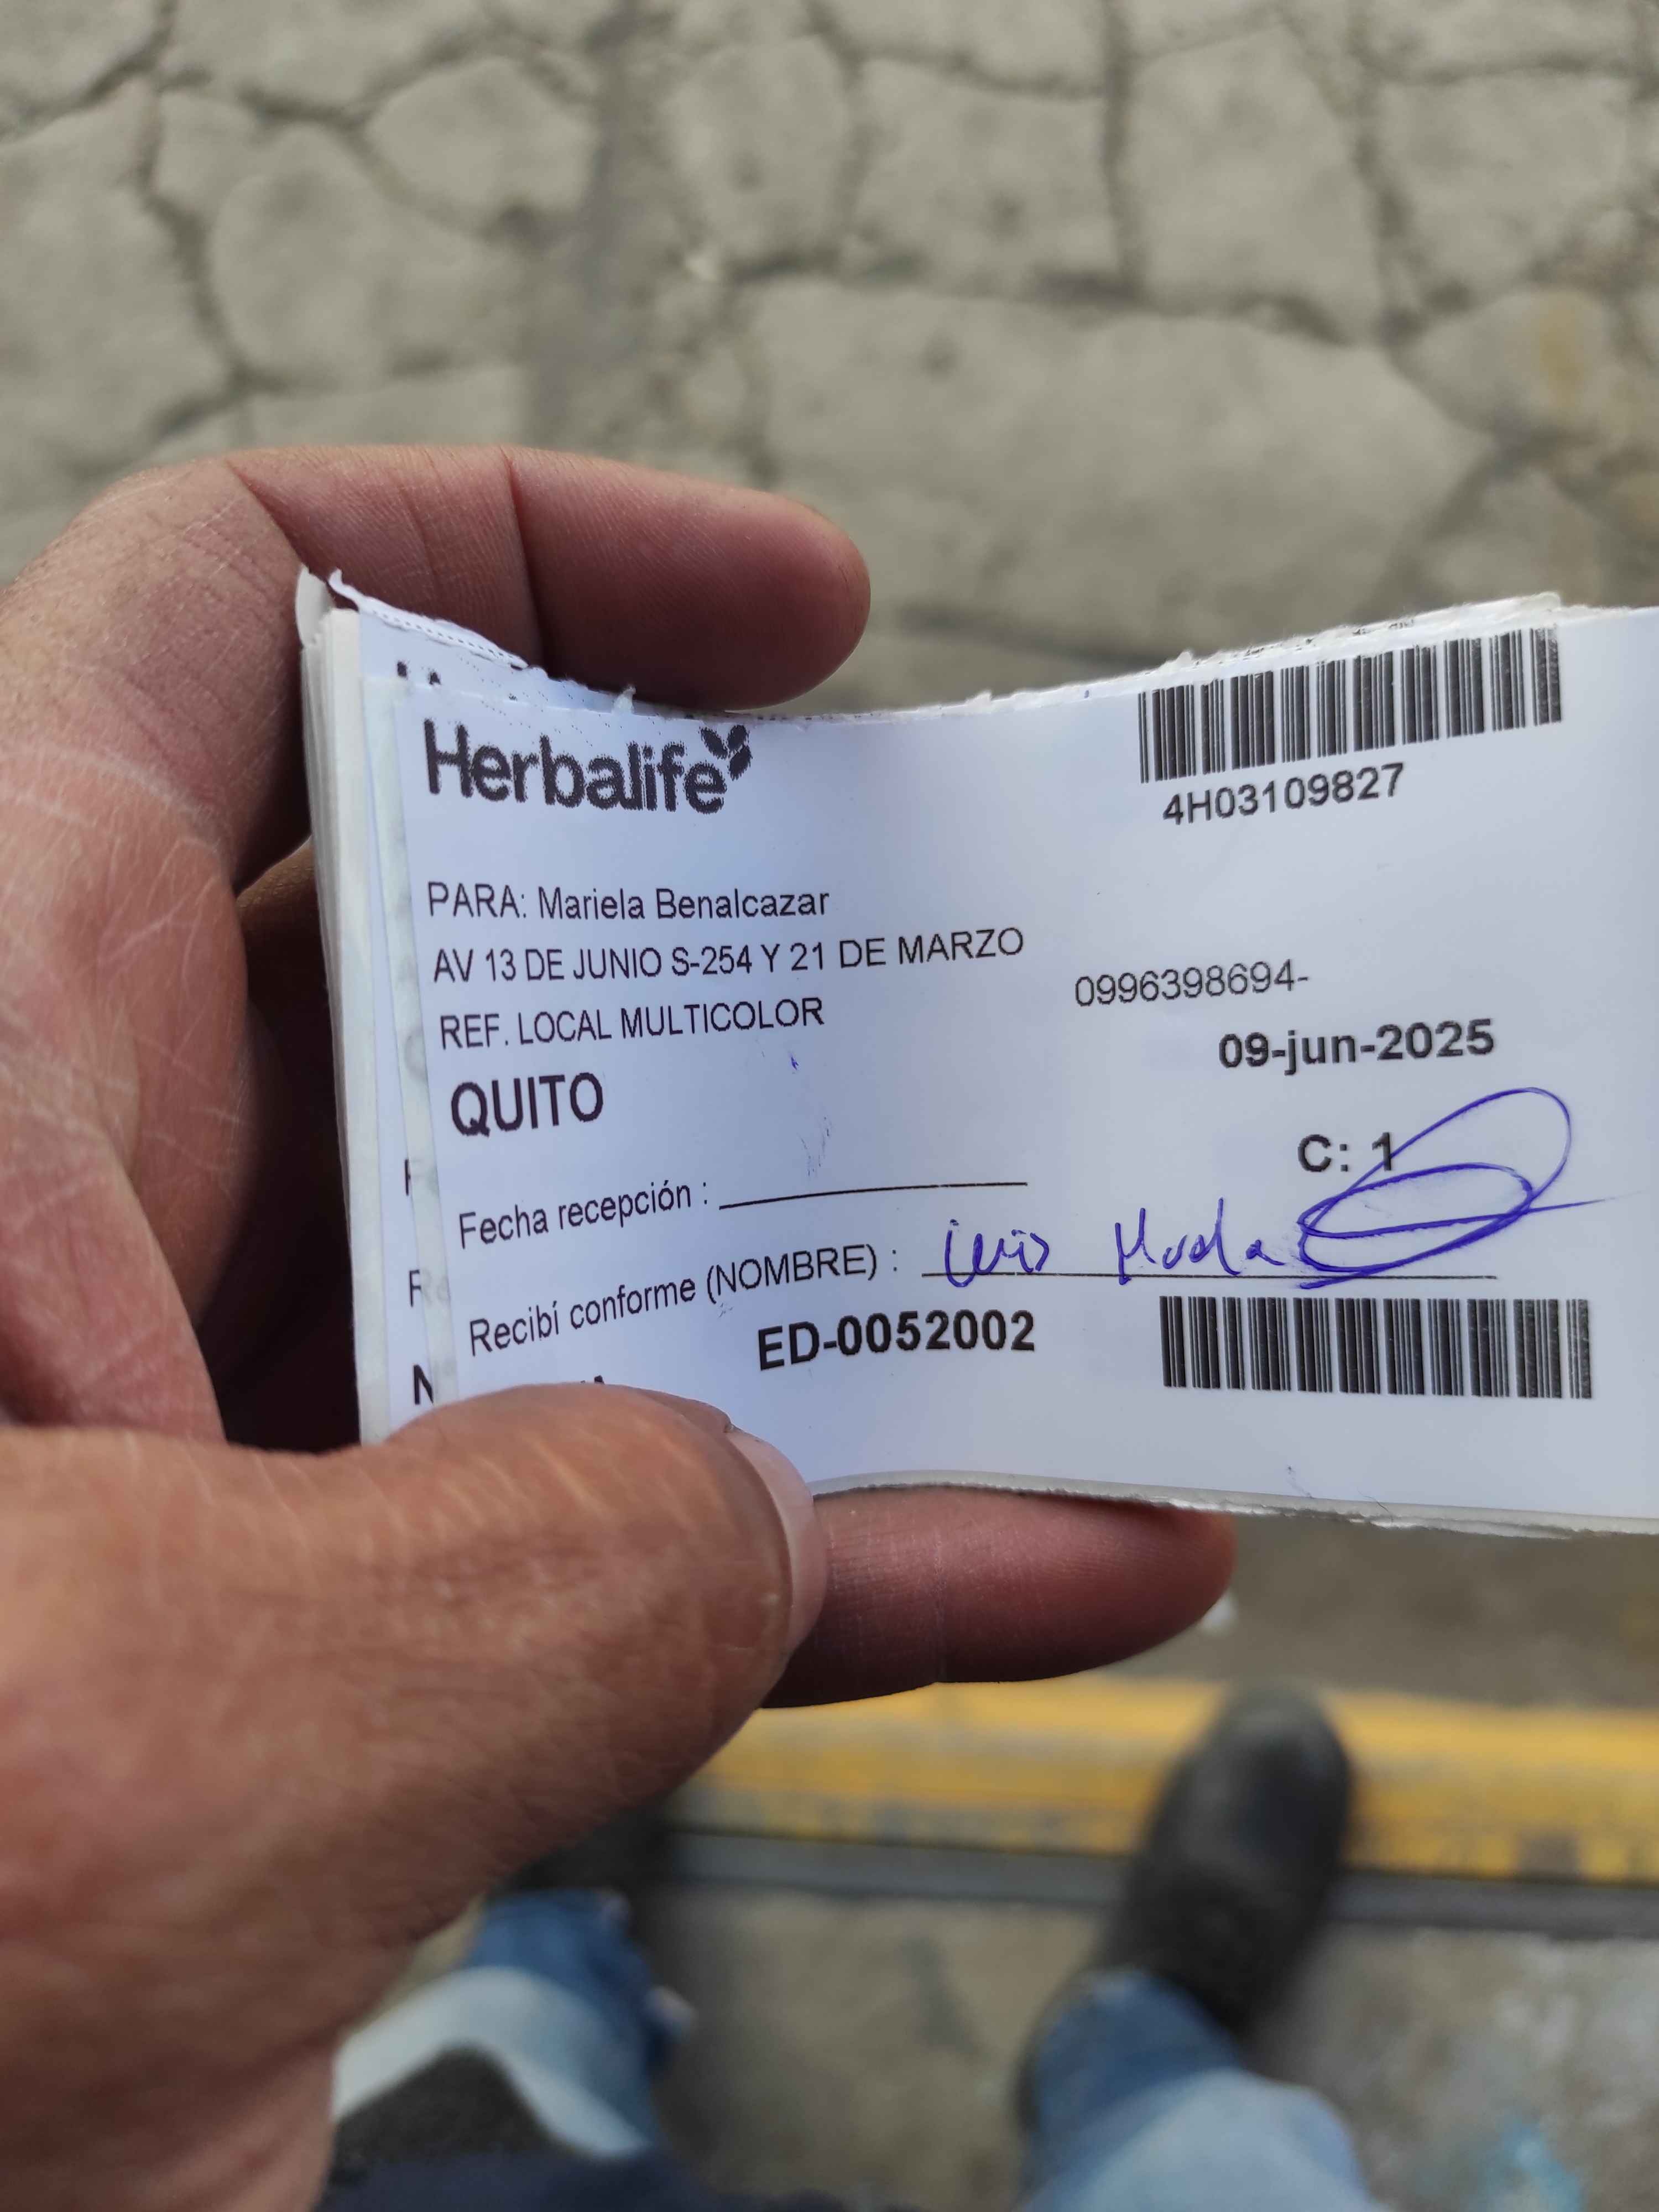 Herbalife
4H03109827
PARA: Mariela Benalcazar
AV 13 DE JUNIO S-254 Y 21 DE MARZO
0996398694-
REF. LOCAL MULTICOLOR
09-jun-2025
QUITO
C: 1
Fecha recepción :
Recibí conforme (NOMBRE) : Luis
ED-0052002